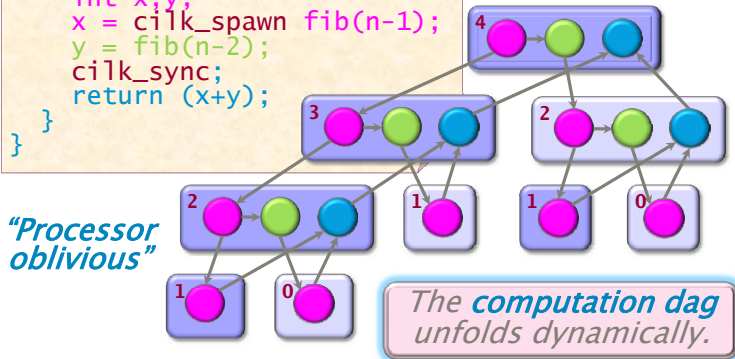 int x,y;
x = cilk_spawn fib(n-1);
y = fib(n-2);
cilk_sync;
return (x+y);
}
}
4
3
2
2
1
1
0
1
0
"Processor
oblivious"
The computation dag
unfolds dynamically.